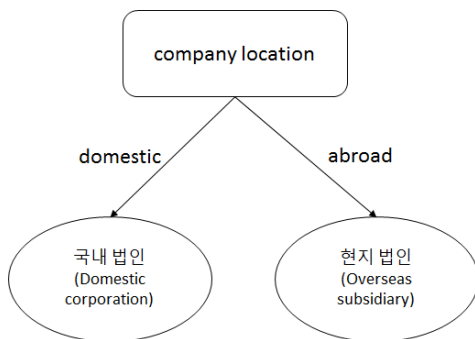 company location
domestic
abroad
국내 법인
(Domestic
corporation)
현지 법인
(Overseas
subsidiary)